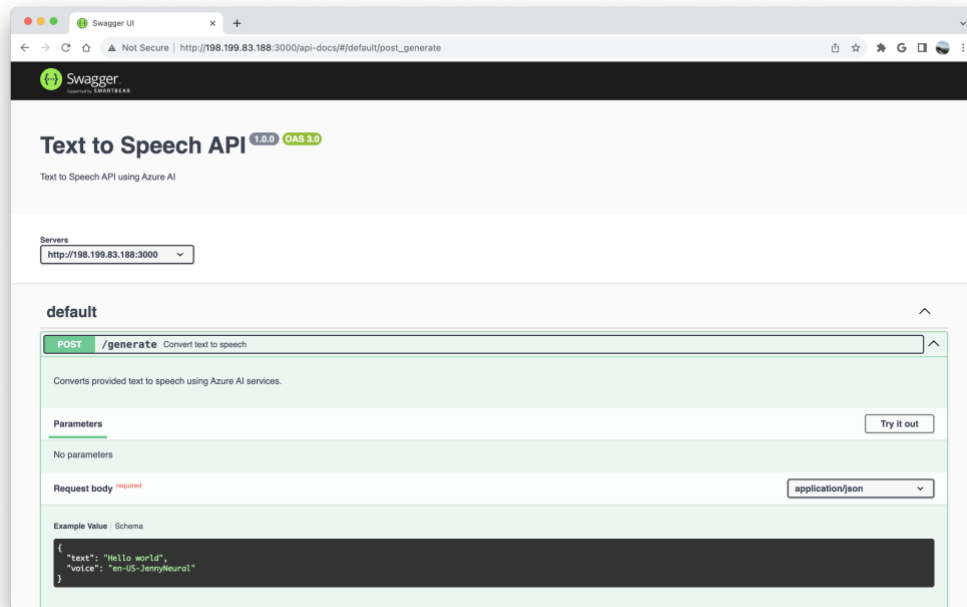 Swagger UI
Not Secure http://198.199.83.188:3000/api-docs/#/default/post_generate
Swagger
Supported by SMARTBEAR
Text to Speech API 1.0.0 OAS 3.0
Text to Speech API using Azure AI
Servers
http://198.199.83.188:3000
default
POST /generate Convert text to speech
Converts provided text to speech using Azure AI services.
Parameters Try it out
No parameters
Request body required application/json
Example Value Schema
{
"text": "Hello world",
"voice": "en-US-JennyNeural"
}